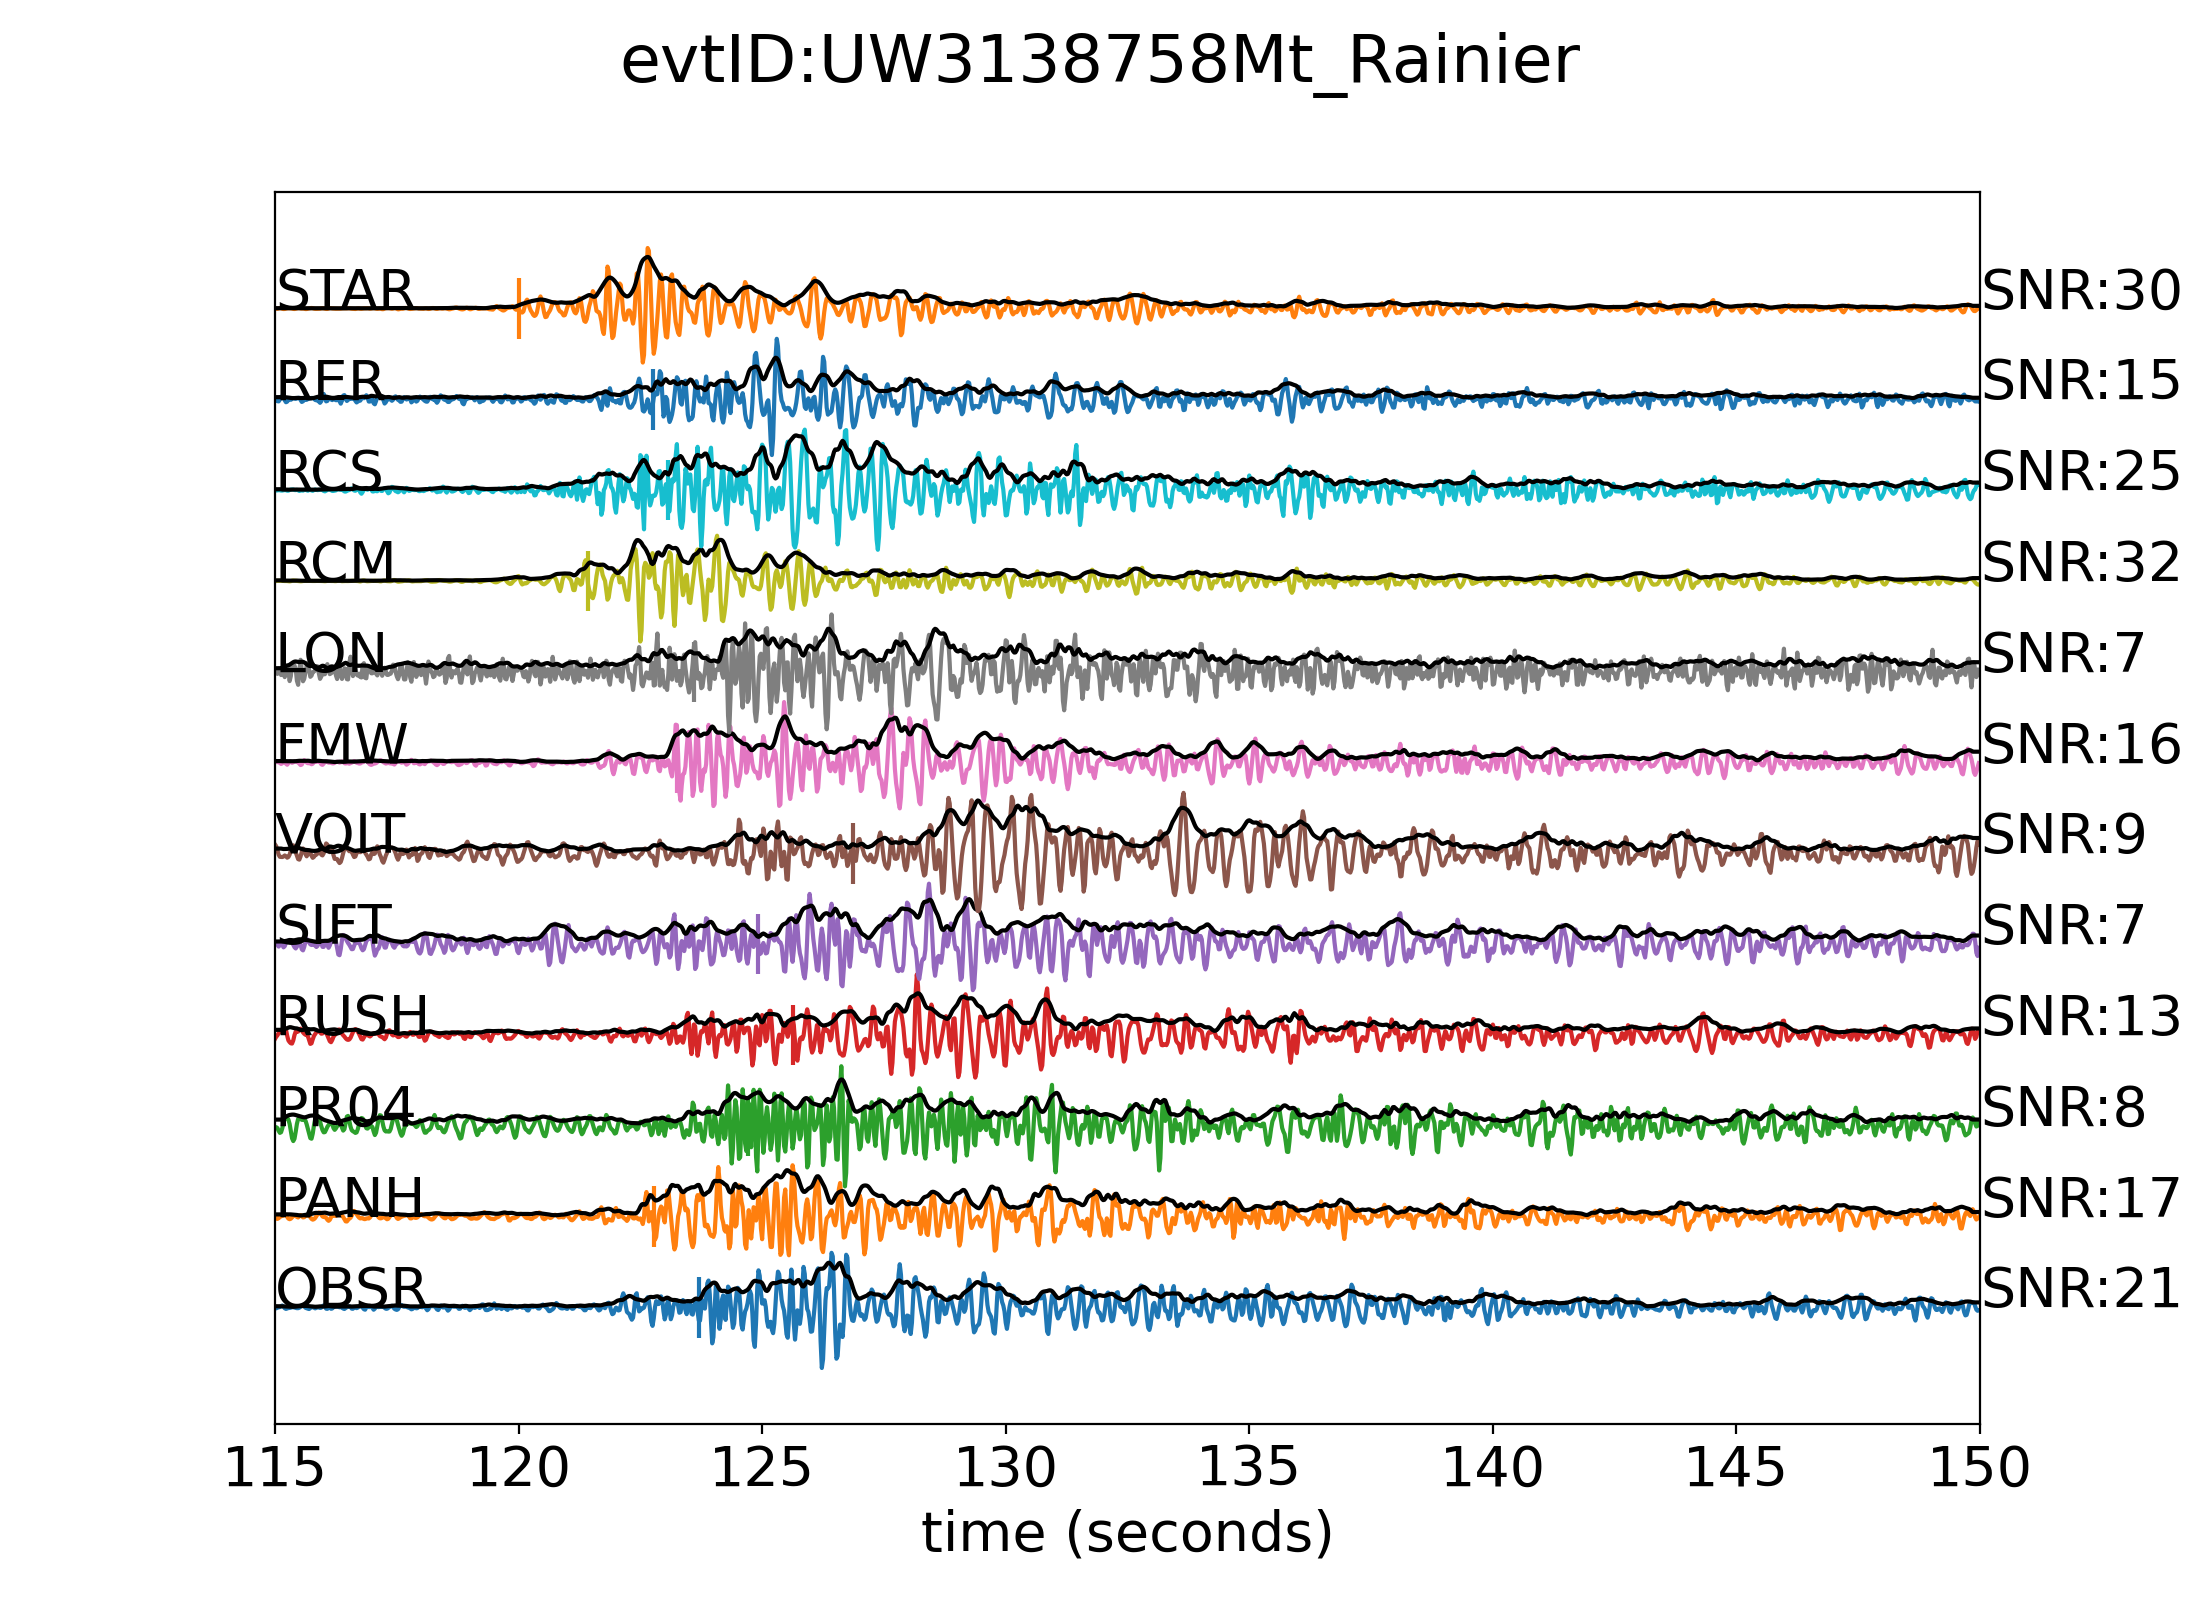 evtID:UW3138758Mt_Rainier
STAR SNR:30
RER SNR:15
RCS SNR:25
RCM SNR:32
LON SNR:7
FMW SNR:16
VOIT SNR:9
SIFT SNR:7
RUSH SNR:13
PR04 SNR:8
PANH SNR:17
OBSR SNR:21
115 120 125 130 135 140 145 150
time (seconds)